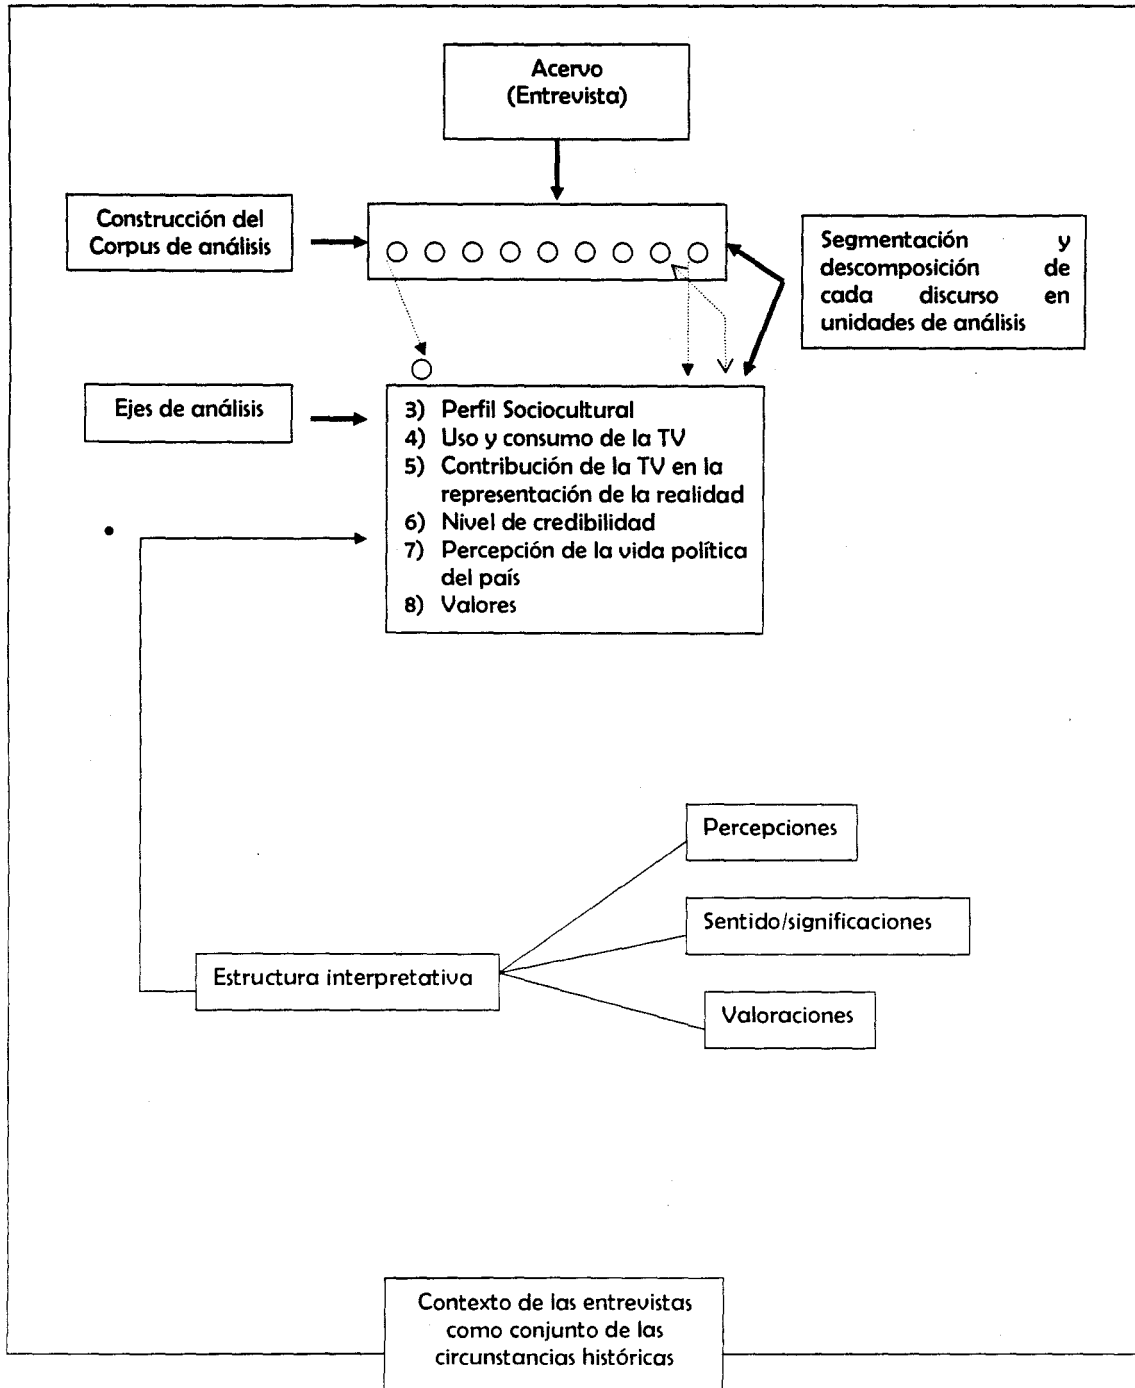 Acervo
(Entrevista)
Construcción del
Corpus de análisis
Segmentación y
descomposición de
cada discurso en
unidades de análisis
Ejes de análisis
3) Perfil Sociocultural
4) Uso y consumo de la TV
5) Contribución de la TV en la
representación de la realidad
6) Nivel de credibilidad
7) Percepción de la vida política
del país
8) Valores
Percepciones
Sentido/significaciones
Estructura interpretativa
Valoraciones
Contexto de las entrevistas
como conjunto de las
circunstancias históricas